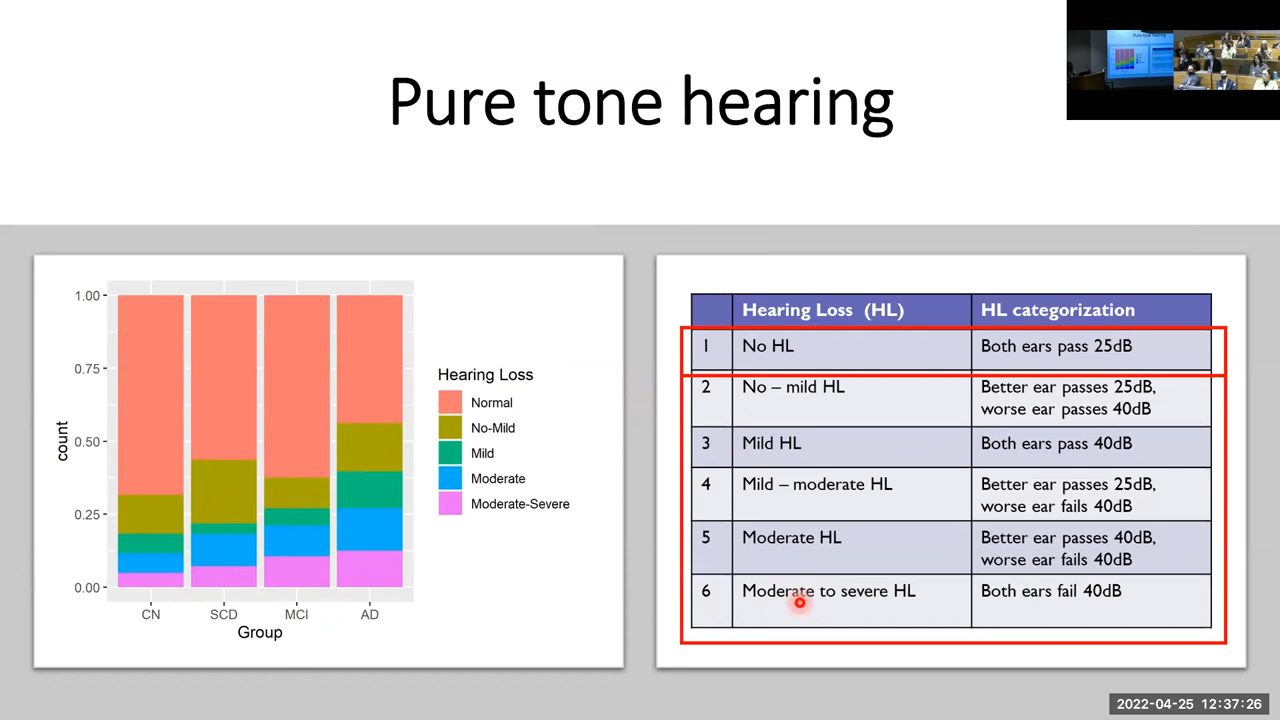 Pure tone hearing
Pure tone hearing
1.00
0.75
0.50
0.25
0.00
count
CN SCD MCI AD
Group
Hearing Loss
Normal
No-Mild
Mild
Moderate
Moderate-Severe
Hearing Loss (HL) HL categorization
1 No HL Both ears pass 25dB
2 No – mild HL Better ear passes 25dB,
worse ear passes 40dB
3 Mild HL Both ears pass 40dB
4 Mild – moderate HL Better ear passes 25dB,
worse ear fails 40dB
5 Moderate HL Better ear passes 40dB,
worse ear fails 40dB
6 Moderate to severe HL Both ears fail 40dB
2022-04-25 12:37:26